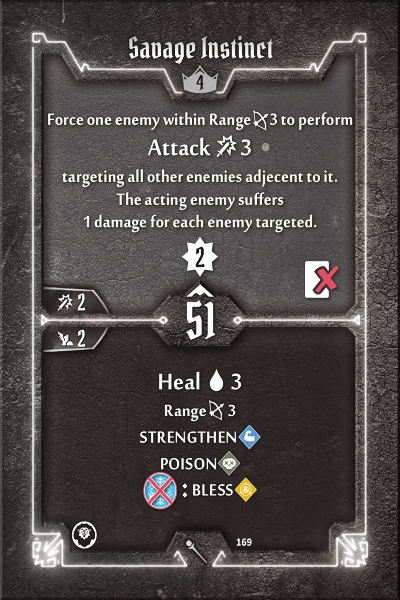 Savage Instinct
4
Force one enemy within Range 3 to perform
Attack 3
targeting all other enemies adjecent to it.
The acting enemy suffers
1 damage for each enemy targeted.
2
2
51
2
Heal 3
Range 3
STRENGTHEN
POISON
: BLESS
169